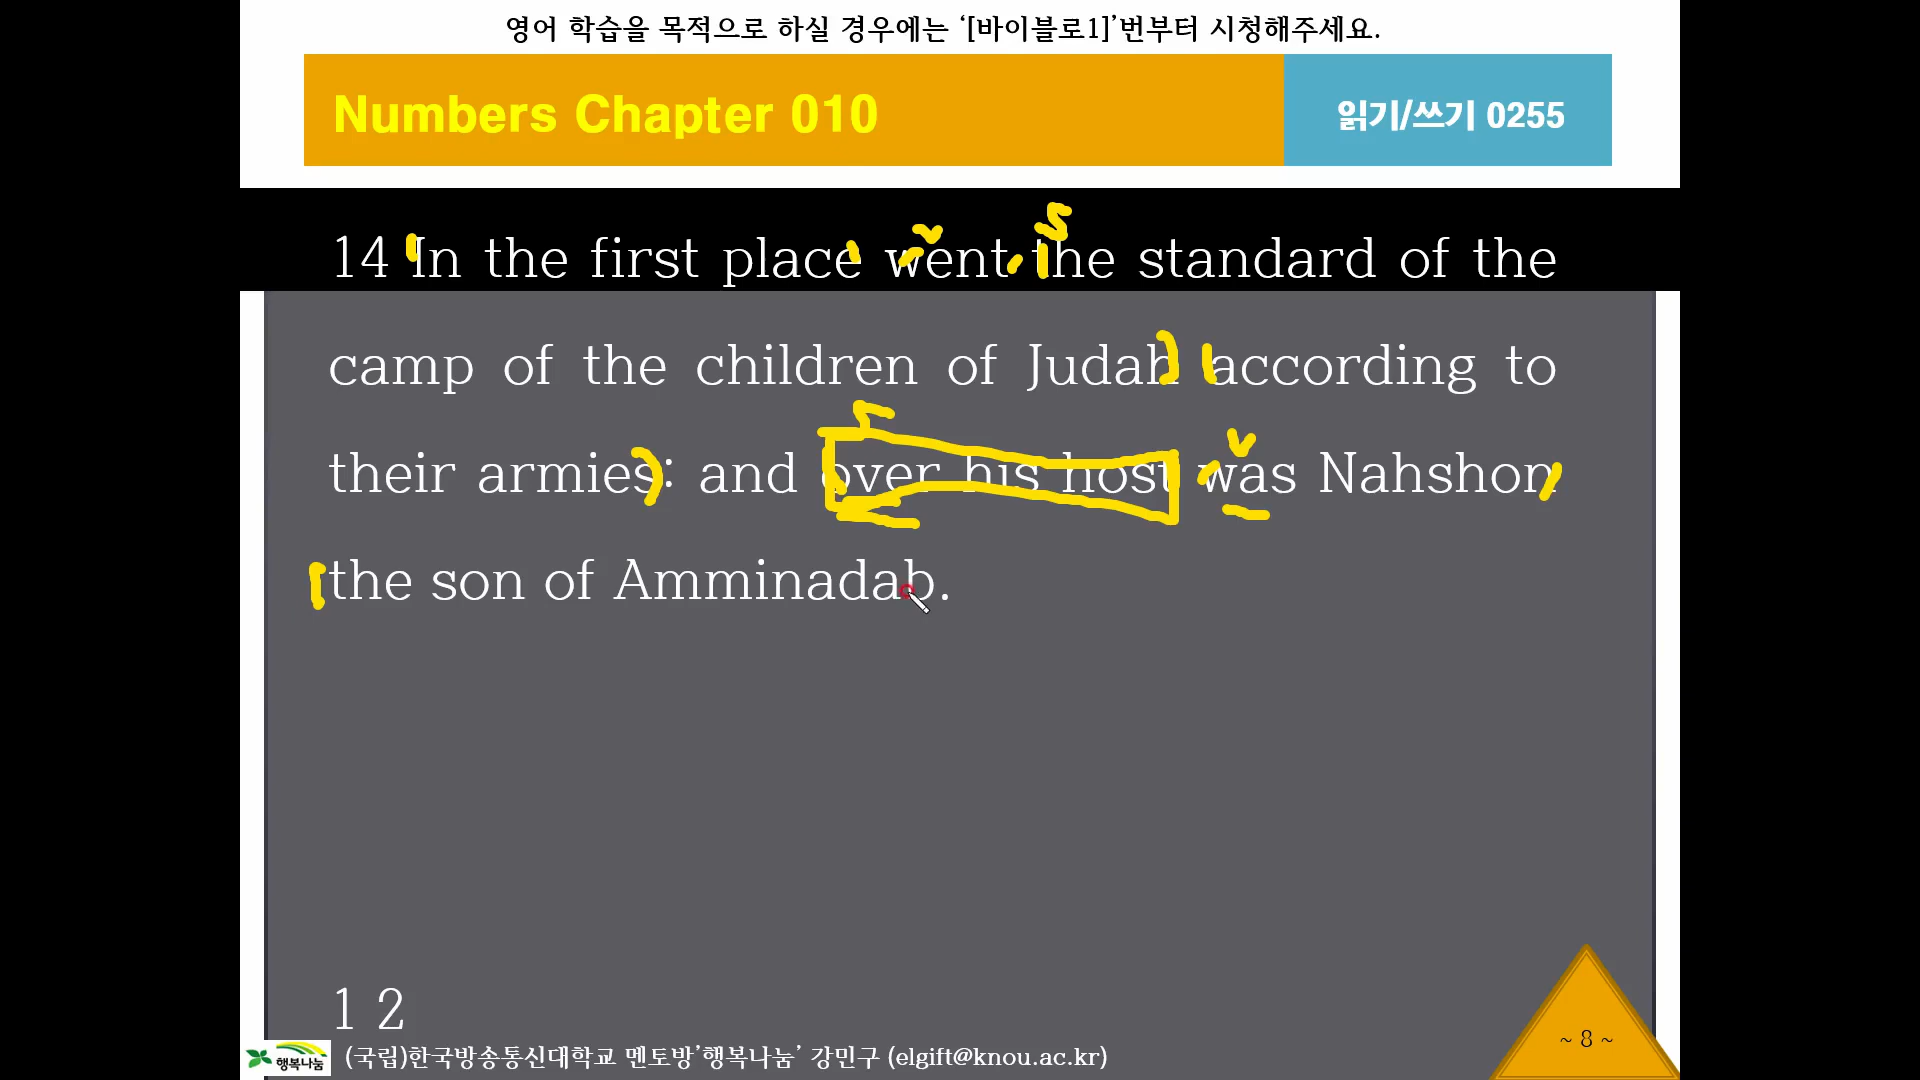 영어 학습을 목적으로 하실 경우에는 ‘[바이블로1]’번부터 시청해주세요.
Numbers Chapter 010
읽기/쓰기 0255
14 In the first place went the standard of the
camp of the children of Judah according to
their armies: and over his host was Nahshon
the son of Amminadab.
1 2
~ 8 ~
행복나눔
(국립)한국방송통신대학교 멘토방’행복나눔’ 강민구 (elgift@knou.ac.kr)